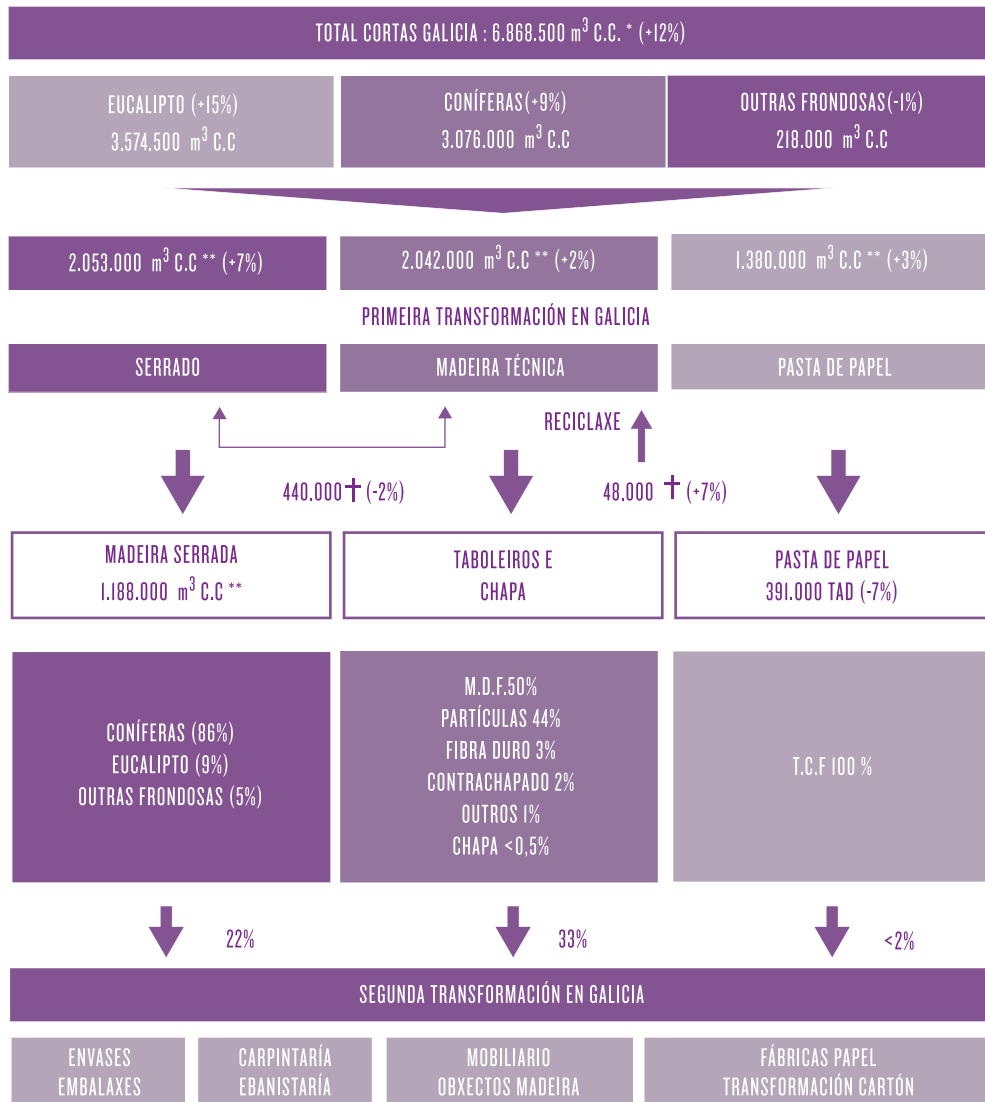 TOTAL CORTAS GALICIA : 6.868.500 m³ C.C. * (+12%)
EUCALIPTO (+15%)
3.574.500 m³ C.C
CONÍFERAS(+9%)
3.076.000 m³ C.C
OUTRAS FRONDOSAS(-1%)
218.000 m³ C.C
2.053.000 m³ C.C ** (+7%)
2.042.000 m³ C.C ** (+2%)
1.380.000 m³ C.C ** (+3%)
PRIMEIRA TRANSFORMACIÓN EN GALICIA
SERRADO
MADEIRA TÉCNICA
PASTA DE PAPEL
RECICLAXE
440.000 † (-2%)
48.000 † (+7%)
MADEIRA SERRADA
1.188.000 m³ C.C **
TABOLEIROS E
CHAPA
PASTA DE PAPEL
391.000 TAD (-7%)
CONÍFERAS (86%)
EUCALIPTO (9%)
OUTRAS FRONDOSAS (5%)
M.D.F.50%
PARTÍCULAS 44%
FIBRA DURO 3%
CONTRACHAPADO 2%
OUTROS 1%
CHAPA <0,5%
T.C.F 100 %
22%
33%
<2%
SEGUNDA TRANSFORMACIÓN EN GALICIA
ENVASES
EMBALAXES
CARPINTARÍA
EBANISTARÍA
MOBILIARIO
OBXECTOS MADEIRA
FÁBRICAS PAPEL
TRANSFORMACIÓN CARTÓN